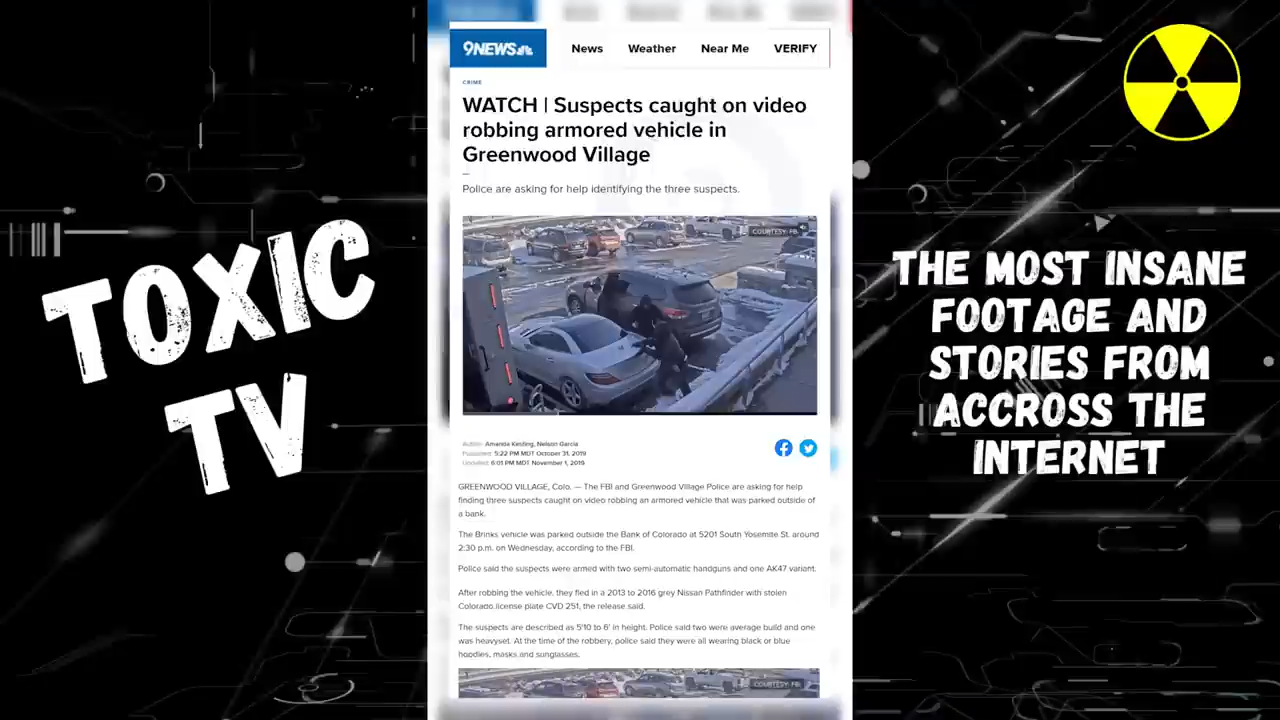 TOXIC
TV
9NEWS
News
Weather
Near Me
VERIFY
CRIME
WATCH | Suspects caught on video
robbing armored vehicle in
Greenwood Village
Police are asking for help identifying the three suspects.
COURTESY: FBI
Author: Amanda Kesting, Nelson Garcia
Published: 5:22 PM MDT October 31, 2019
Updated: 6:01 PM MDT November 1, 2019
GREENWOOD VILLAGE, Colo. — The FBI and Greenwood Village Police are asking for help
finding three suspects caught on video robbing an armored vehicle that was parked outside of
a bank.
The Brinks vehicle was parked outside the Bank of Colorado at 5201 South Yosemite St. around
2:30 p.m. on Wednesday, according to the FBI.
Police said the suspects were armed with two semi-automatic handguns and one AK47 variant.
After robbing the vehicle, they fled in a 2013 to 2016 grey Nissan Pathfinder with stolen
Colorado license plate CVD 251, the release said.
The suspects are described as 5'10 to 6' in height. Police said two were average build and one
was heavyset. At the time of the robbery, police said they were all wearing black or blue
hoodies, masks and sunglasses.
COURTESY: FBI
THE MOST INSANE
FOOTAGE AND
STORIES FROM
ACCROSS THE
INTERNET